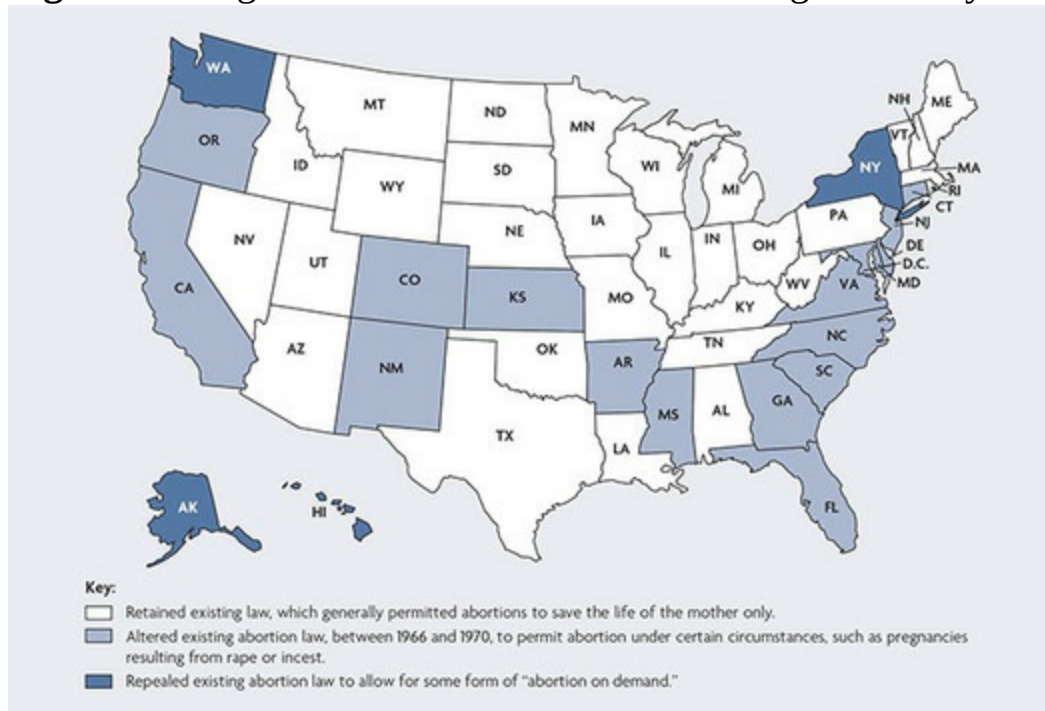 WA
MT
ND
MN
NH
ME
VT
OR
ID
SD
WI
NY
MA
WY
MI
RI
CT
IA
PA
NJ
NE
NV
IL
IN
OH
DE
UT
D.C.
CO
KS
CA
MO
WV
VA
MD
KY
NC
AZ
OK
TN
NM
AR
SC
MS
AL
GA
TX
LA
AK
HI
FL
Key:
Retained existing law, which generally permitted abortions to save the life of the mother only.
Altered existing abortion law, between 1966 and 1970, to permit abortion under certain circumstances, such as pregnancies
resulting from rape or incest.
Repealed existing abortion law to allow for some form of “abortion on demand.”